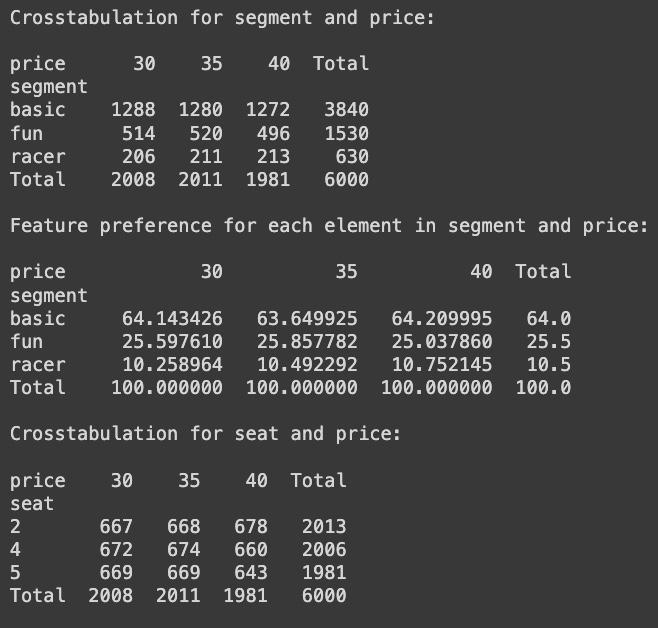 Crosstabulation for segment and price:
price      30    35    40  Total
segment
basic    1288  1280  1272   3840
fun       514   520   496   1530
racer     206   211   213    630
Total    2008  2011  1981   6000
Feature preference for each element in segment and price:
price            30          35          40  Total
segment
basic     64.143426   63.649925   64.209995   64.0
fun       25.597610   25.857782   25.037860   25.5
racer     10.258964   10.492292   10.752145   10.5
Total    100.000000  100.000000  100.000000  100.0
Crosstabulation for seat and price:
price    30    35    40  Total
seat
2       667   668   678   2013
4       672   674   660   2006
5       669   669   643   1981
Total  2008  2011  1981   6000